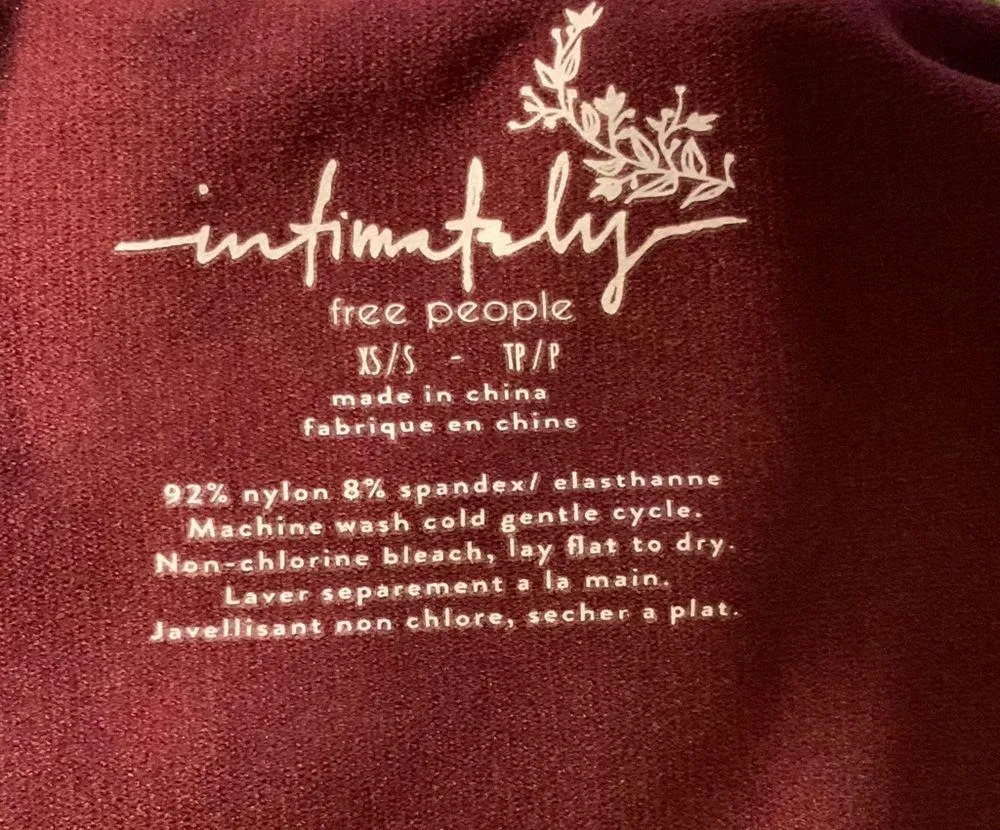 intimately
free people
XS/S - TP/P
made in china
fabrique en chine
92% nylon 8% spandex/ elasthanne
Machine wash cold gentle cycle.
Non-chlorine bleach, lay flat to dry.
Laver separement a la main.
Javellisant non chlore, secher a plat.